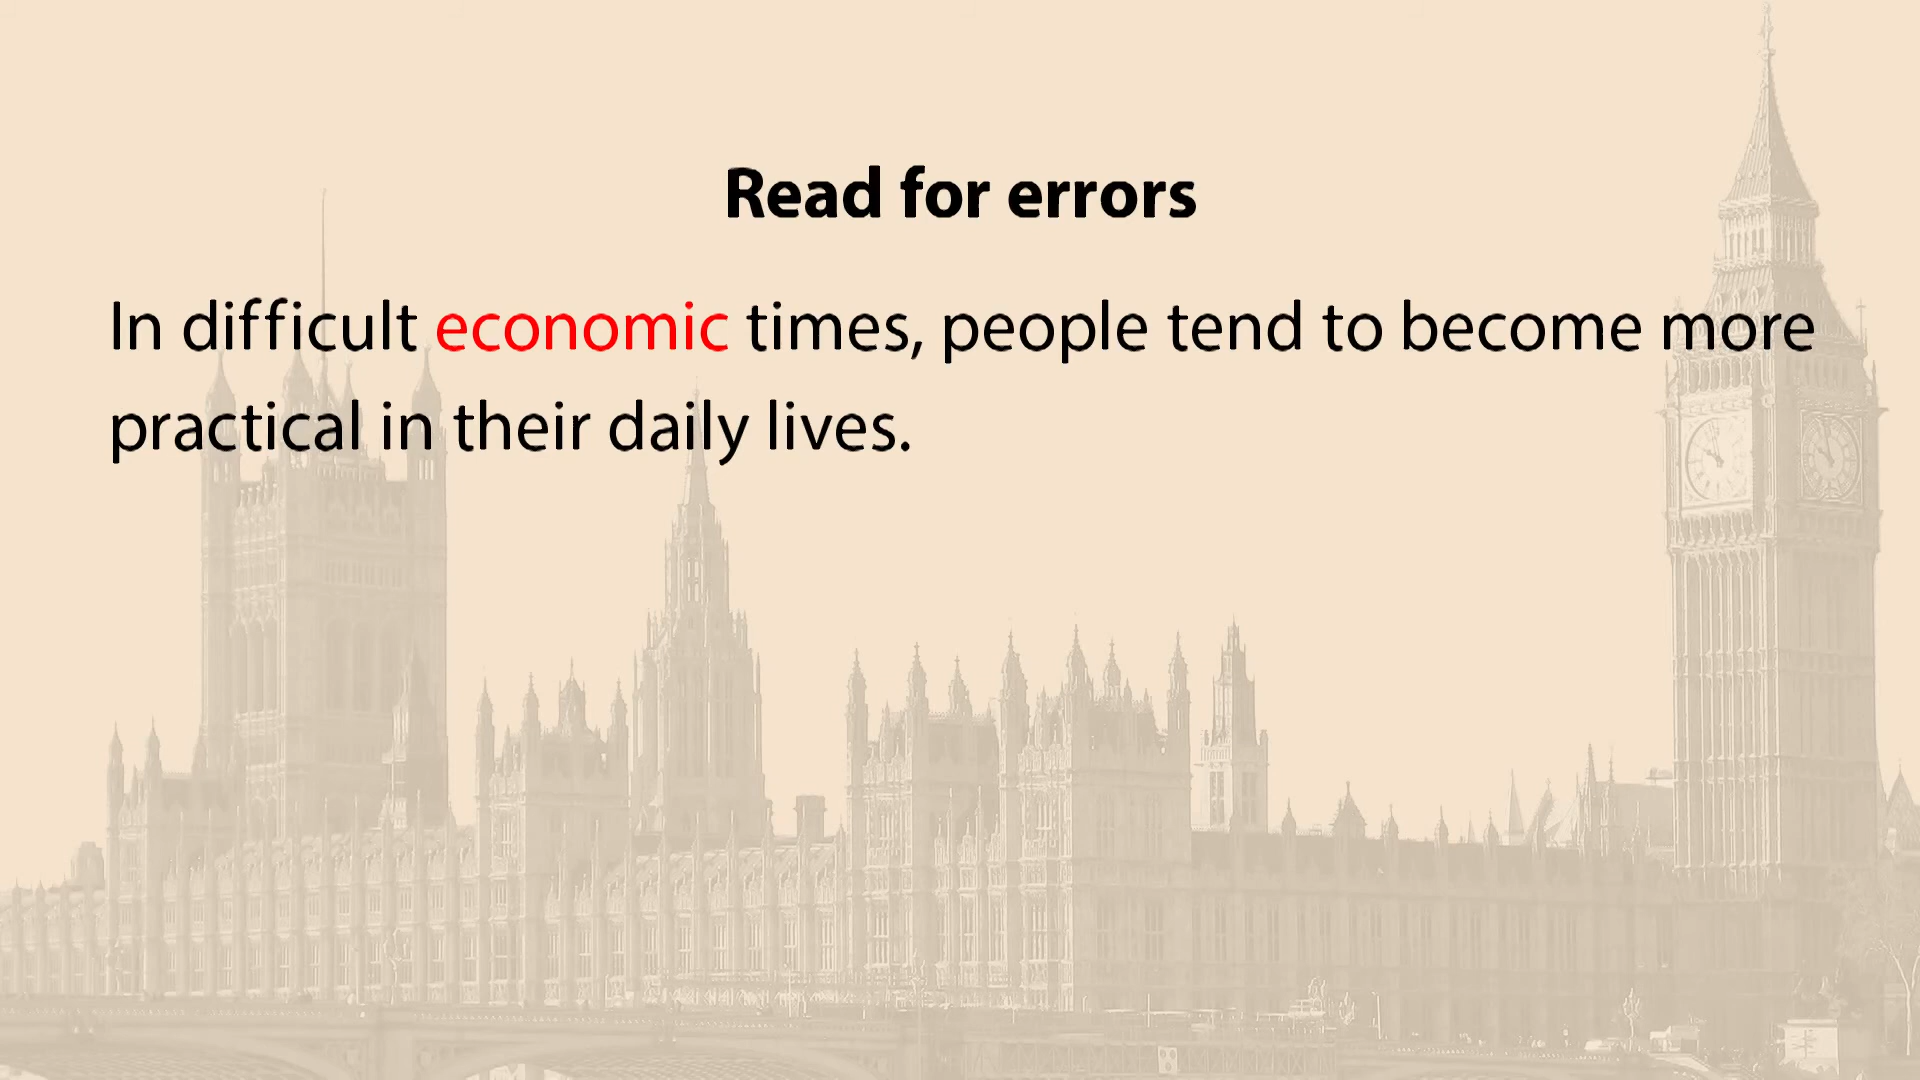 Read for errors
In difficult economic times, people tend to become more
practical in their daily lives.